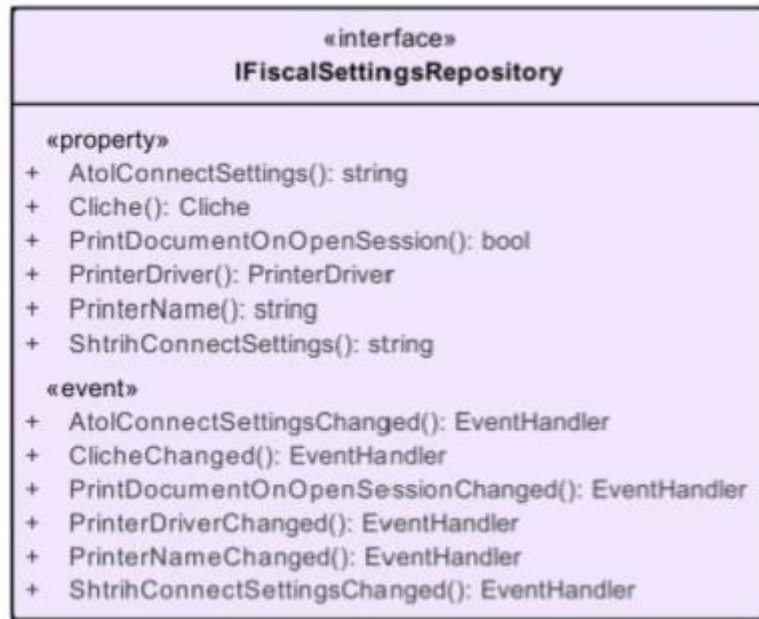 «interface»
IFiscalSettingsRepository
«property»
+ AtolConnectSettings(): string
+ Cliche(): Cliche
+ PrintDocumentOnOpenSession(): bool
+ PrinterDriver(): PrinterDriver
+ PrinterName(): string
+ ShtrihConnectSettings(): string
«event»
+ AtolConnectSettingsChanged(): EventHandler
+ ClicheChanged(): EventHandler
+ PrintDocumentOnOpenSessionChanged(): EventHandler
+ PrinterDriverChanged(): EventHandler
+ PrinterNameChanged(): EventHandler
+ ShtrihConnectSettingsChanged(): EventHandler